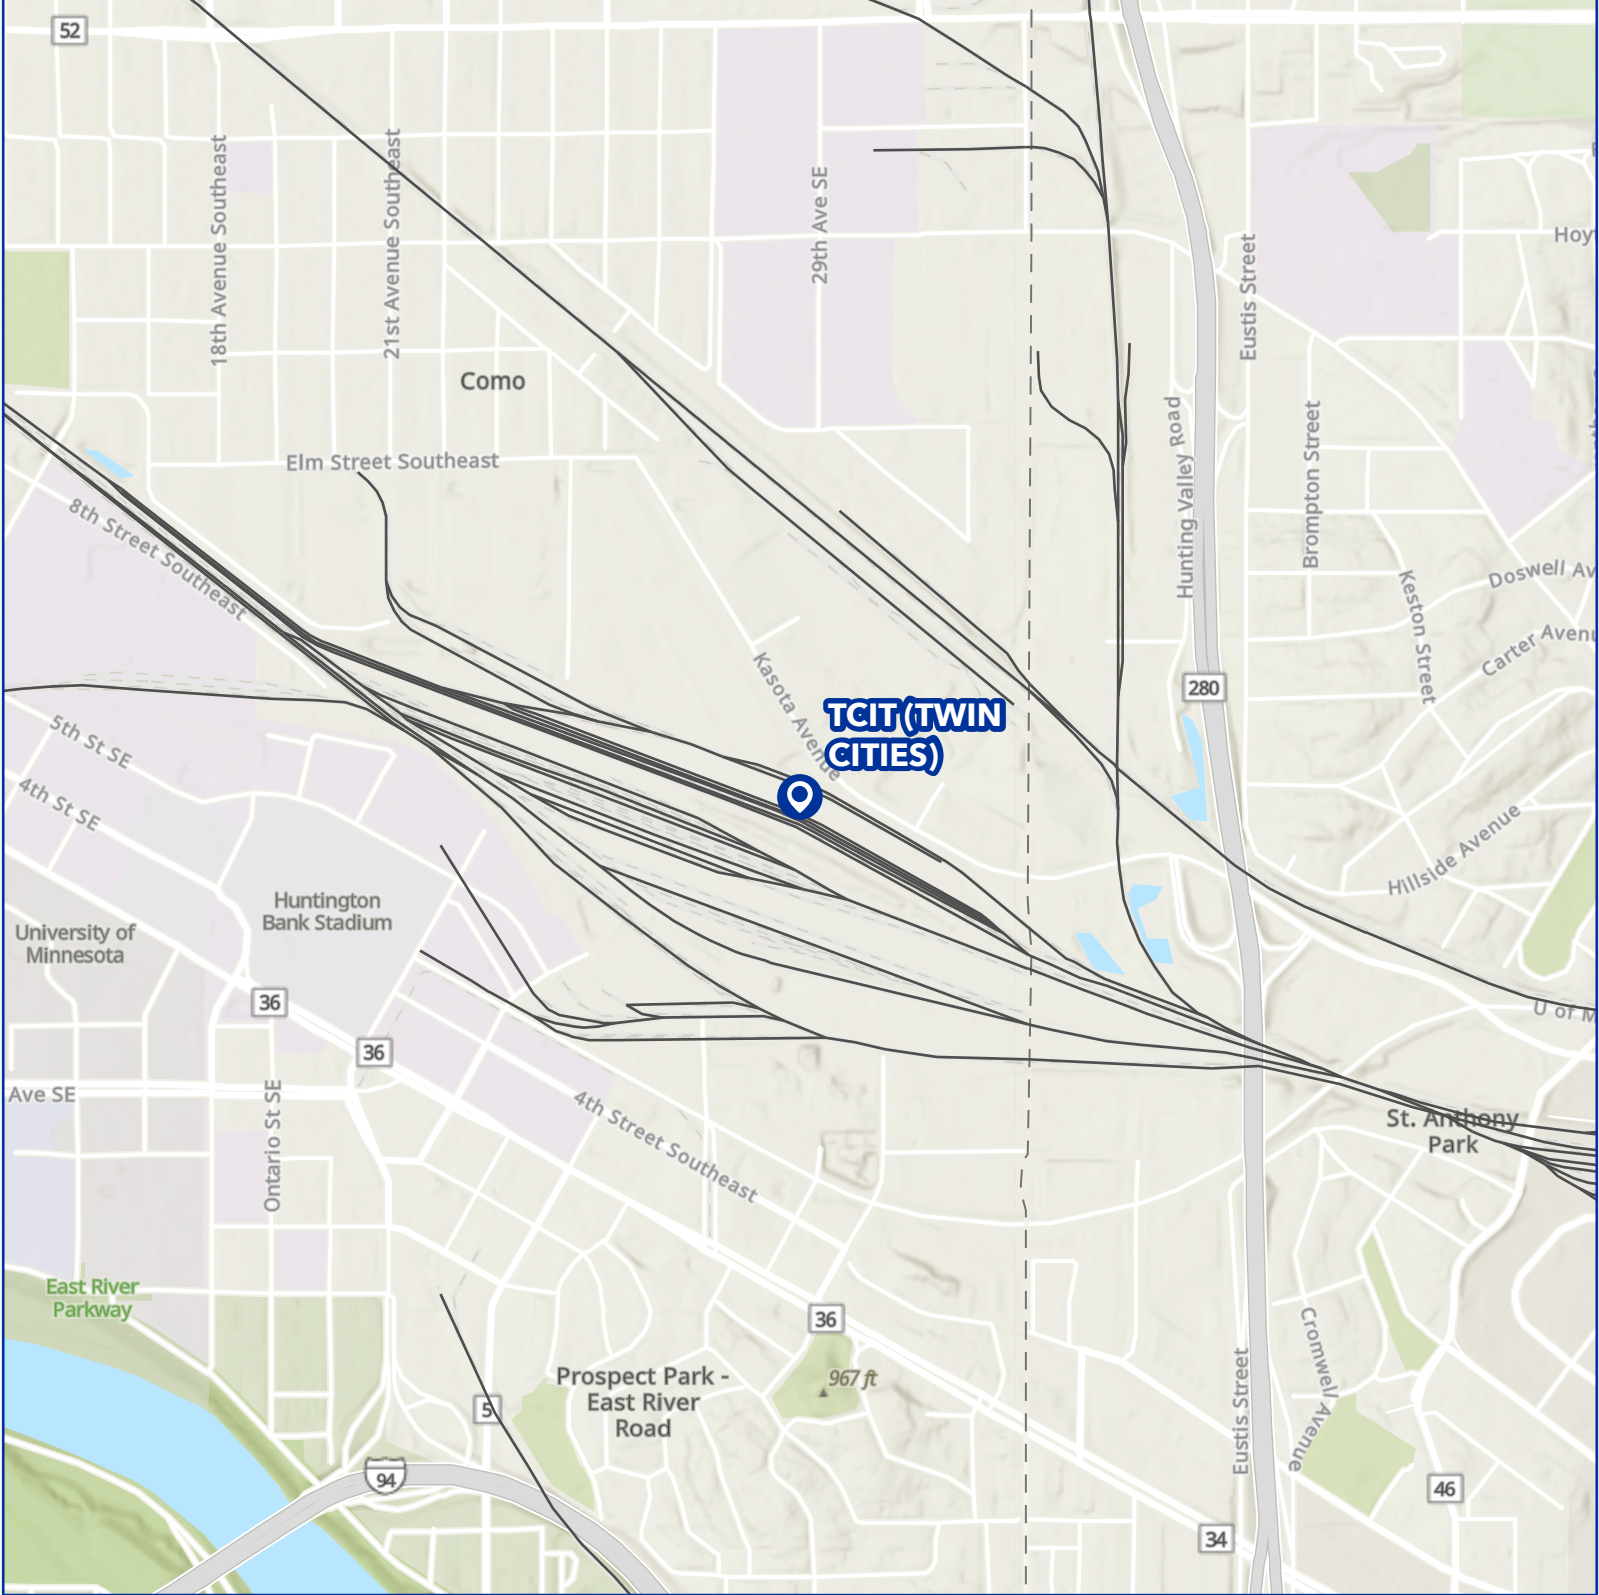 52
18th Avenue Southeast
21st Avenue Southeast
29th Ave SE
Eustis Street
Hoy
Como
Elm Street Southeast
8th Street Southeast
Hunting Valley Road
Brompton Street
Keston Street
Doswell Av
Carter Avenu
Kasota Avenue
280
TCIT (TWIN
CITIES)
5th St SE
4th St SE
Hillside Avenue
Huntington
Bank Stadium
University of
Minnesota
36
36
U of M
Ave SE
Ontario St SE
4th Street Southeast
St. Anthony
Park
East River
Parkway
36
967 ft
Prospect Park -
East River
Road
5
Eustis Street
Cromwell Avenue
94
46
34